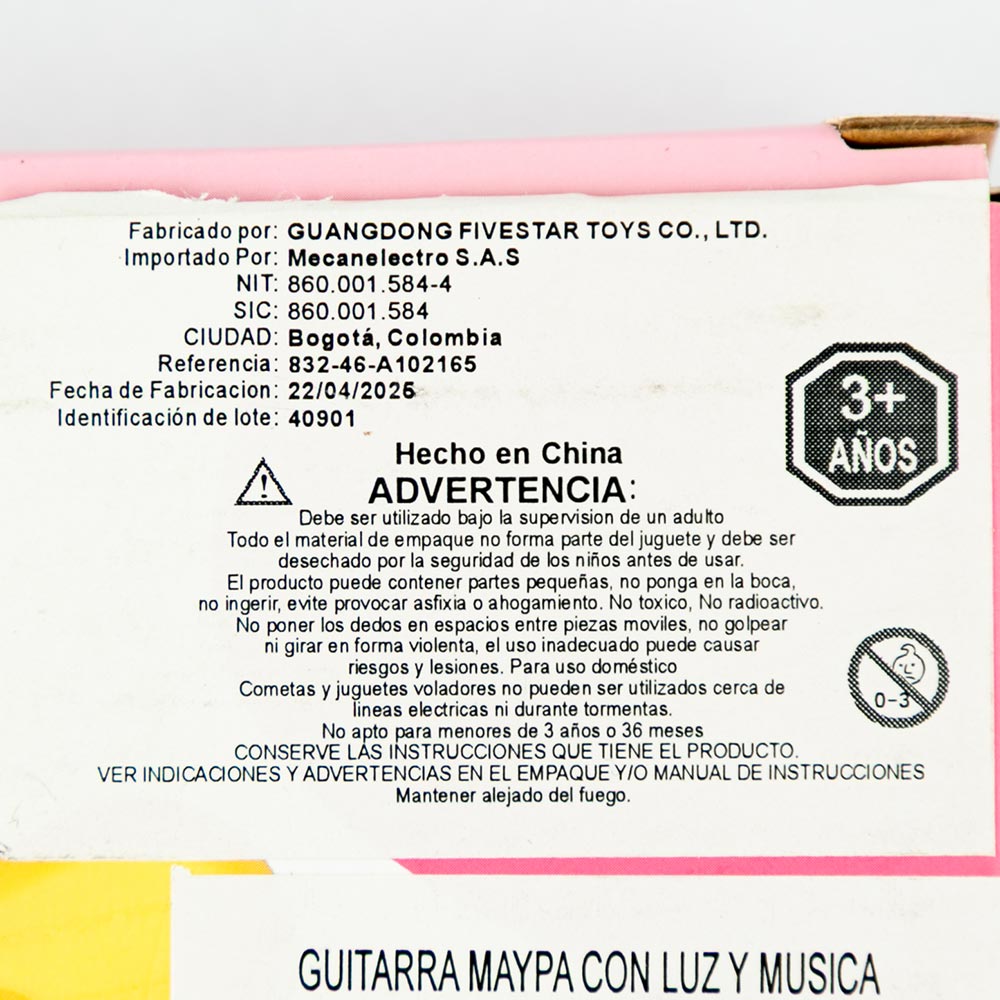 Fabricado por: GUANGDONG FIVESTAR TOYS CO., LTD.
Importado Por: Mecanelectro S.A.S
NIT: 860.001.584-4
SIC: 860.001.584
CIUDAD: Bogotá, Colombia
Referencia: 832-46-A102165
Fecha de Fabricacion: 22/04/2025
Identificación de lote: 40901
3+
AÑOS
Hecho en China
ADVERTENCIA:
Debe ser utilizado bajo la supervision de un adulto
Todo el material de empaque no forma parte del juguete y debe ser
desechado por la seguridad de los niños antes de usar.
El producto puede contener partes pequeñas, no ponga en la boca,
no ingerir, evite provocar asfixia o ahogamiento. No toxico, No radioactivo.
No poner los dedos en espacios entre piezas moviles, no golpear
ni girar en forma violenta, el uso inadecuado puede causar
riesgos y lesiones. Para uso doméstico
0-3
Cometas y juguetes voladores no pueden ser utilizados cerca de
lineas electricas ni durante tormentas.
No apto para menores de 3 años o 36 meses
CONSERVE LAS INSTRUCCIONES QUE TIENE EL PRODUCTO.
VER INDICACIONES Y ADVERTENCIAS EN EL EMPAQUE Y/O MANUAL DE INSTRUCCIONES
Mantener alejado del fuego.
GUITARRA MAYPA CON LUZ Y MUSICA